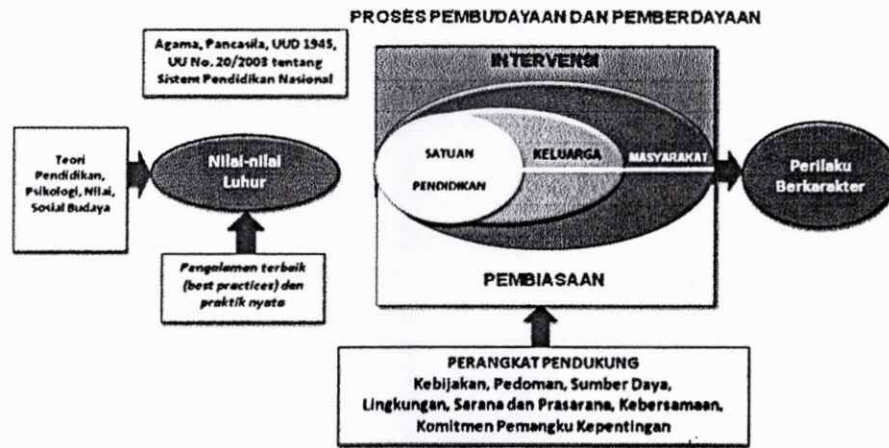 PROSES PEMBUDAYAAN DAN PEMBERDAYAAN
Agama, Pancasila, UUD 1945,
UU No. 20/2003 tentang
Sistem Pendidikan Nasional
Teori
Pendidikan,
Psikologi, Nilai,
Sosial Budaya
Nilai-nilai
Luhur
Pengalaman terbaik
(best practices) dan
praktik nyata
INTERVENSI
SATUAN
PENDIDIKAN
KELUARGA
MASYARAKAT
PEMBIASAAN
Perilaku
Berkarakter
PERANGKAT PENDUKUNG
Kebijakan, Pedoman, Sumber Daya,
Lingkungan, Sarana dan Prasarana, Kebersamaan,
Komitmen Pemangku Kepentingan